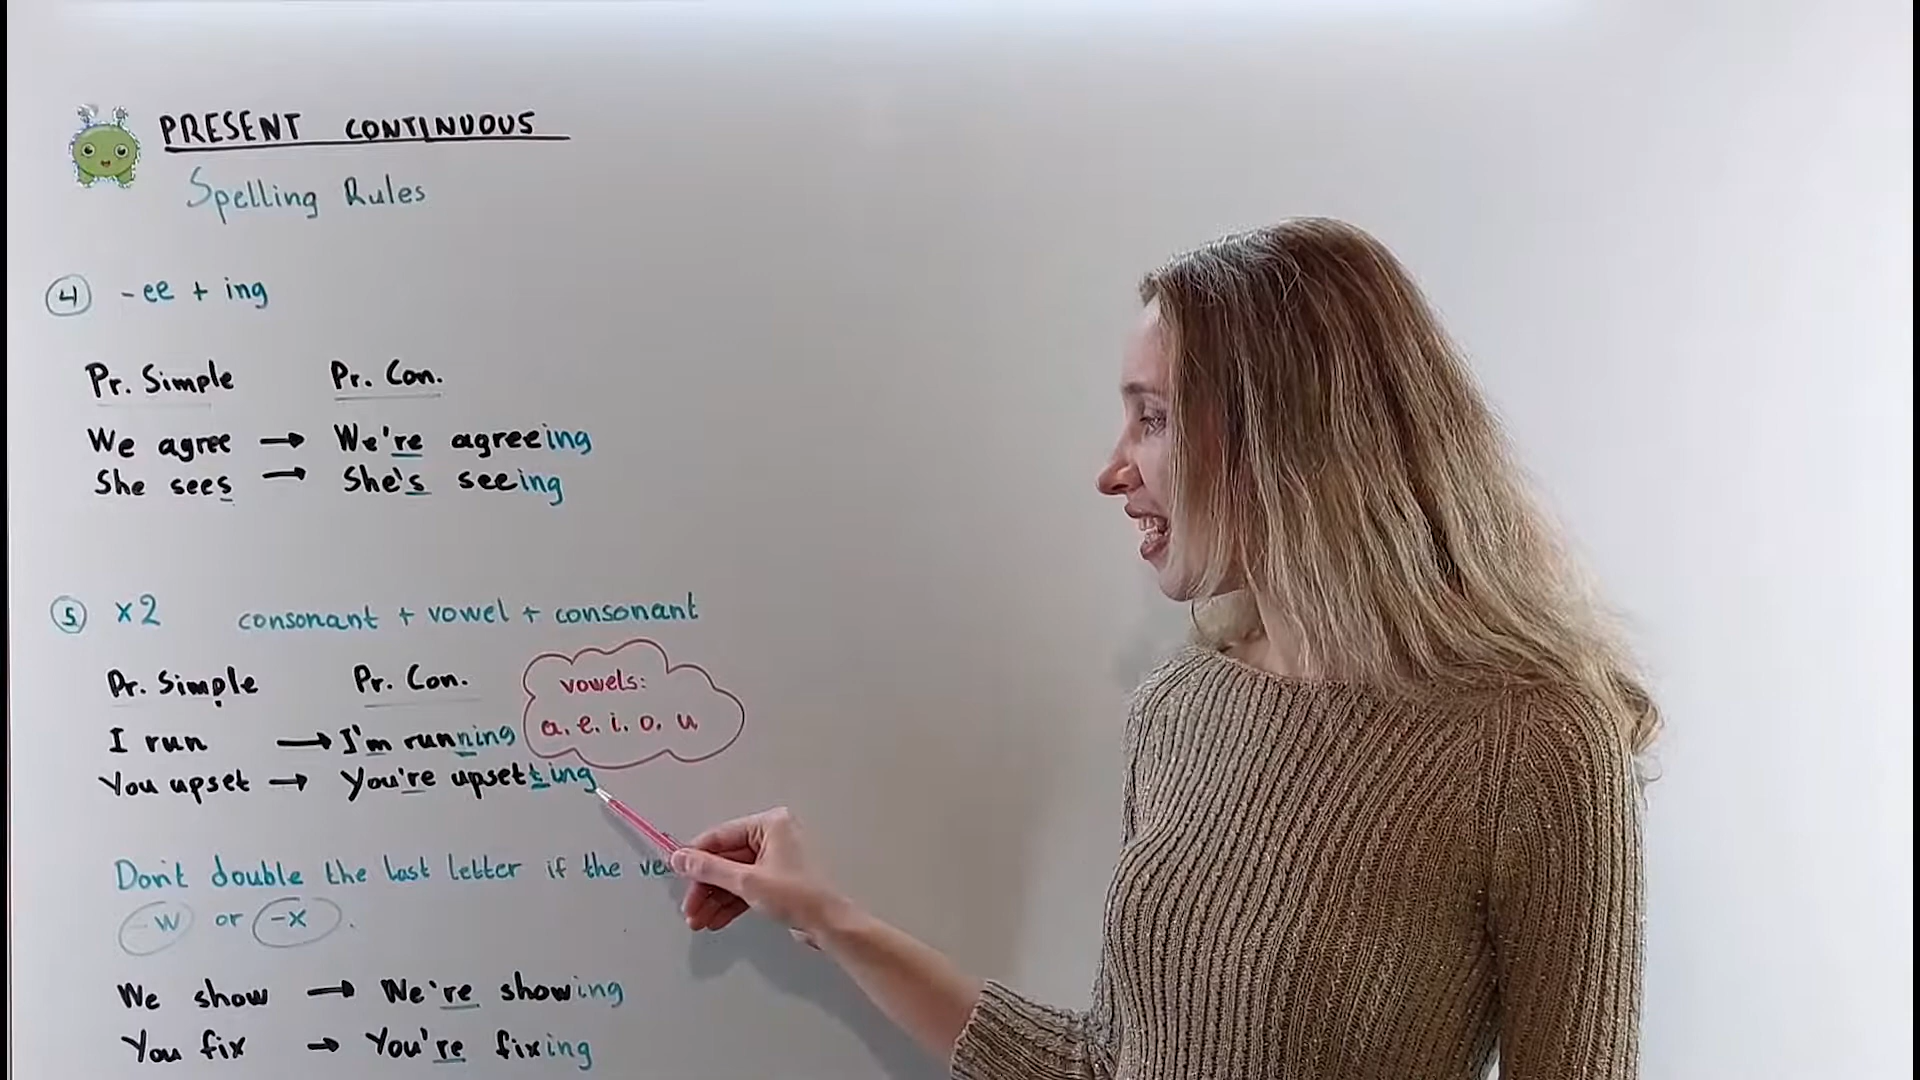 PRESENT CONTINUOUS
Spelling Rules
4 -ee + ing
Pr. Simple Pr. Con.
We agree → We're agreeing
She sees → She's seeing
5 x2 consonant + vowel + consonant
Pr. Simple Pr. Con.
vowels:
a. e. i. o. u
I run → I'm running
You upset → You're upsetting
Don't double the last letter if the
-w or -x.
We show → We're showing
You fix → You're fixing